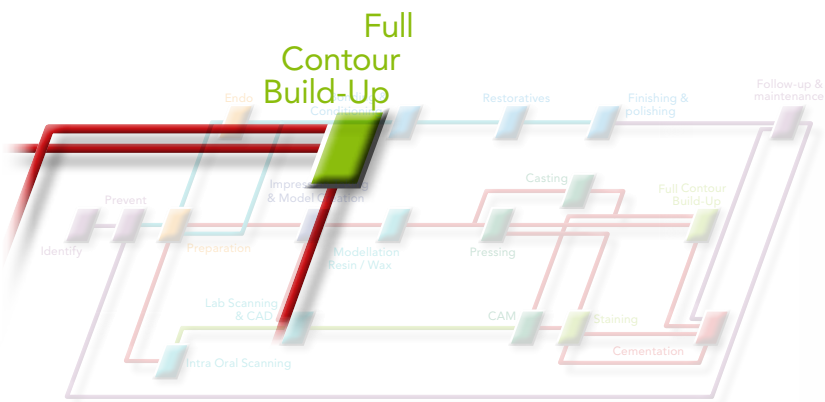 Full
Contour
Build-Up
Endo
Restoratives
Finishing &
polishing
Follow-up &
maintenance
Casting
Full Contour
Build-Up
Prevent
& Model Creation
Identify
Preparation
Modellation
Resin / Wax
Pressing
Lab Scanning
& CAD
CAM
Staining
Cementation
Intra Oral Scanning